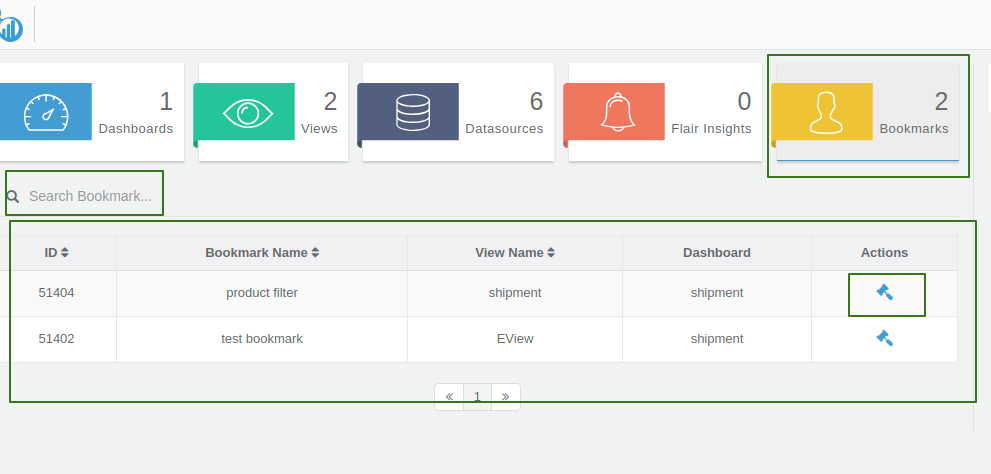 1
Dashboards
2
Views
6
Datasources
0
Flair Insights
2
Bookmarks
Search Bookmark...
ID Bookmark Name View Name Dashboard Actions
51404 product filter shipment shipment
51402 test bookmark EView shipment
« 1 »